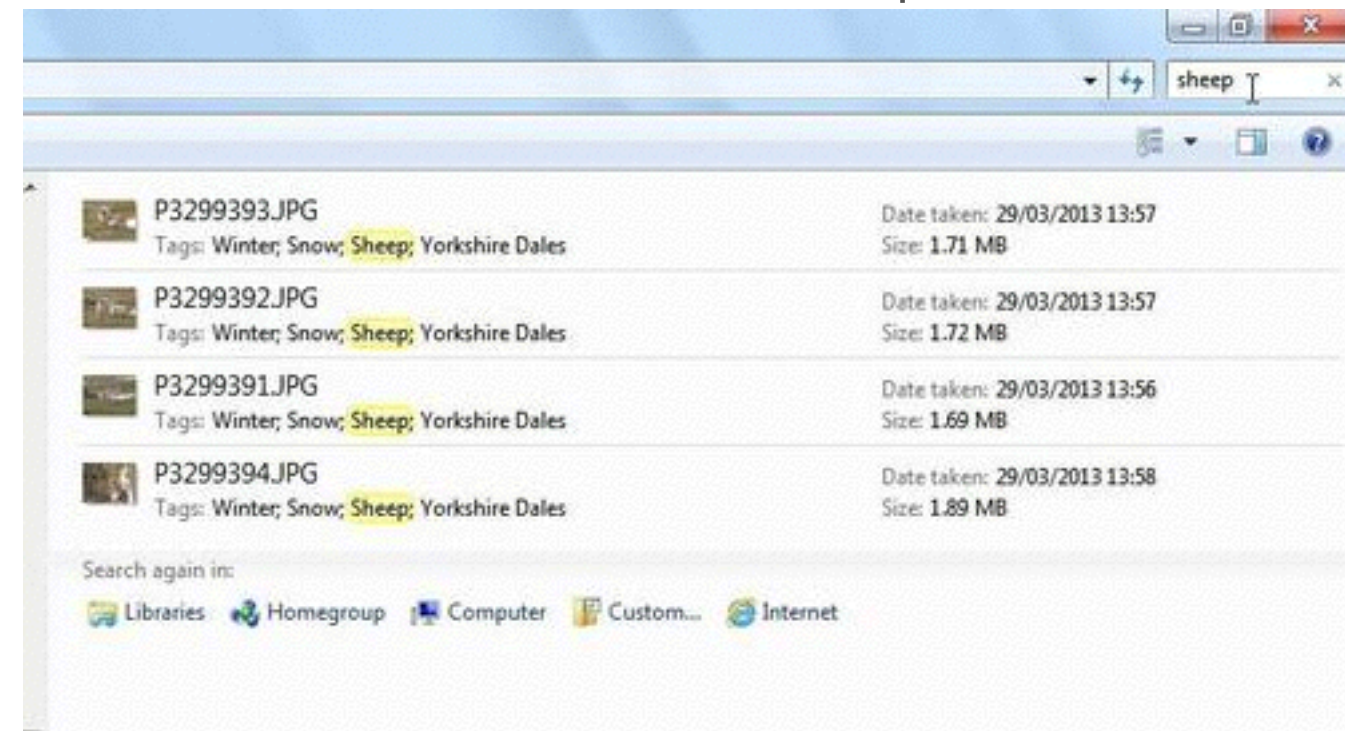 sheep
P3299393.JPG
Tags: Winter; Snow; Sheep; Yorkshire Dales
Date taken: 29/03/2013 13:57
Size: 1.71 MB
P3299392.JPG
Tags: Winter; Snow; Sheep; Yorkshire Dales
Date taken: 29/03/2013 13:57
Size: 1.72 MB
P3299391.JPG
Tags: Winter; Snow; Sheep; Yorkshire Dales
Date taken: 29/03/2013 13:56
Size: 1.69 MB
P3299394.JPG
Tags: Winter; Snow; Sheep; Yorkshire Dales
Date taken: 29/03/2013 13:58
Size: 1.89 MB
Search again in:
Libraries Homegroup Computer Custom... Internet